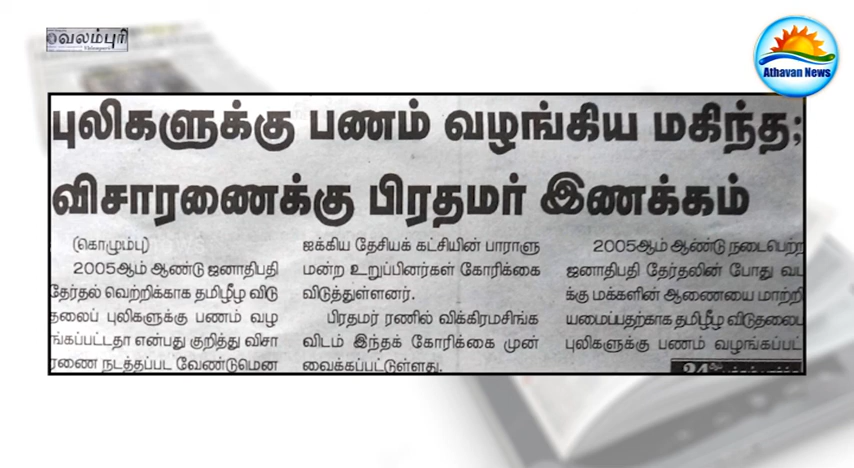 வலம்புரி
Athavan News
புலிகளுக்கு பணம் வழங்கிய மகிந்த;
விசாரணைக்கு பிரதமர் இணக்கம்
(கொழும்பு)
2005ஆம் ஆண்டு ஜனாதிபதி
தேர்தல் வெற்றிக்காக தமிழீழ விடு
தலைப் புலிகளுக்கு பணம் வழ
ங்கப்பட்டதா என்பது குறித்து விசா
ரணை நடத்தப்பட வேண்டுமென
ஐக்கிய தேசியக் கட்சியின் பாராளு
மன்ற உறுப்பினர்கள் கோரிக்கை
விடுத்துள்ளனர்.
பிரதமர் ரணில் விக்கிரமசிங்க
விடம் இந்தக் கோரிக்கை முன்
வைக்கப்பட்டுள்ளது.
2005ஆம் ஆண்டு நடைபெற்ற
ஜனாதிபதி தேர்தலின் போது வட
க்கு மக்களின் ஆணையை மாற்றி
யமைப்பதற்காக தமிழீழ விடுதலைப்
புலிகளுக்கு பணம் வழங்கப்பட்